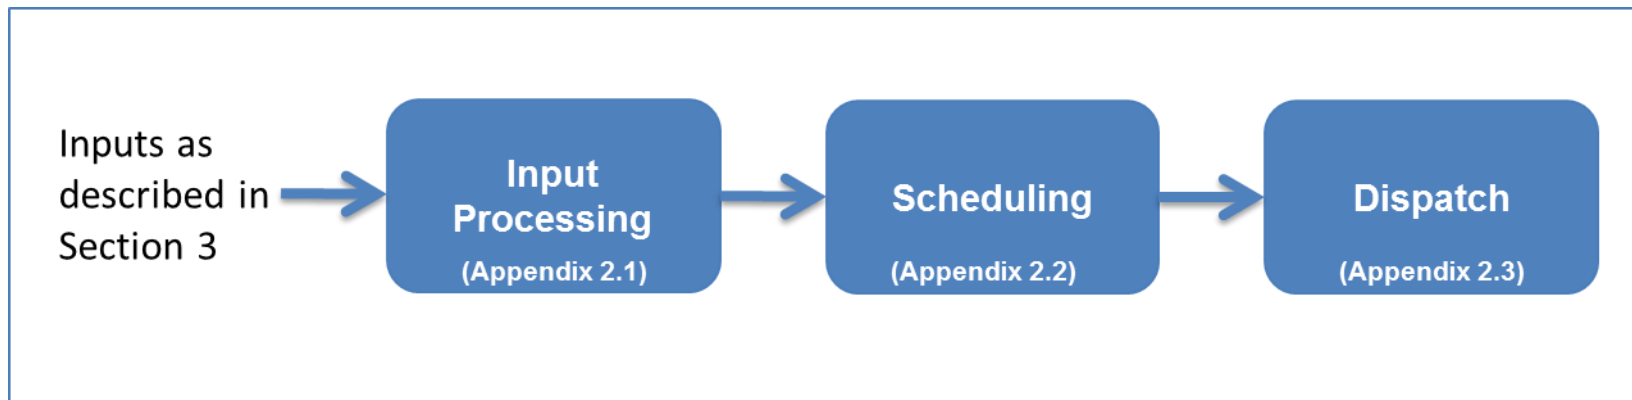 Inputs as
described in
Section 3
Input
Processing
(Appendix 2.1)
Scheduling
(Appendix 2.2)
Dispatch
(Appendix 2.3)